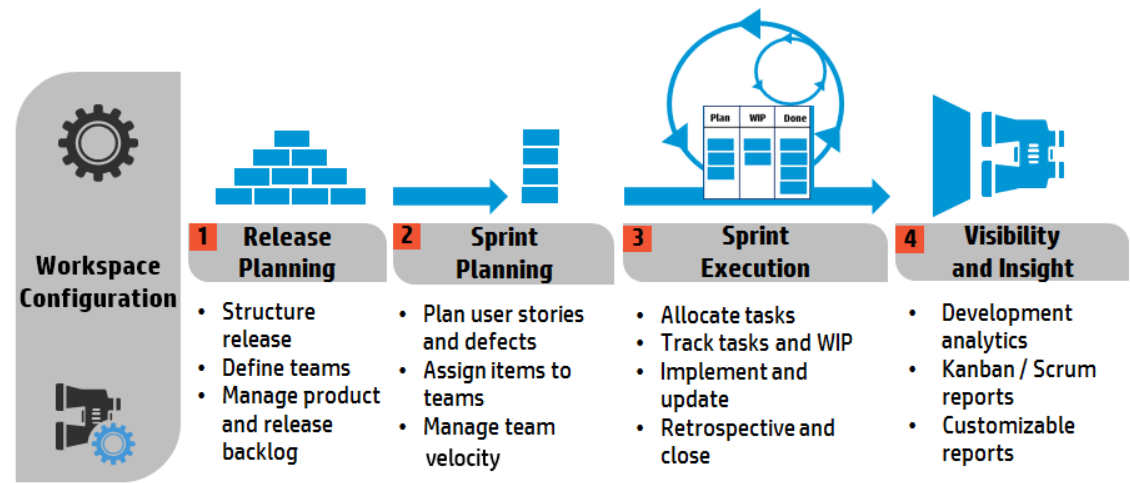 Workspace
Configuration
1 Release
Planning
• Structure
release
• Define teams
• Manage product
and release
backlog
2 Sprint
Planning
• Plan user stories
and defects
• Assign items to
teams
• Manage team
velocity
Plan WIP Done
3 Sprint
Execution
• Allocate tasks
• Track tasks and WIP
• Implement and
update
• Retrospective and
close
4 Visibility
and Insight
• Development
analytics
• Kanban / Scrum
reports
• Customizable
reports